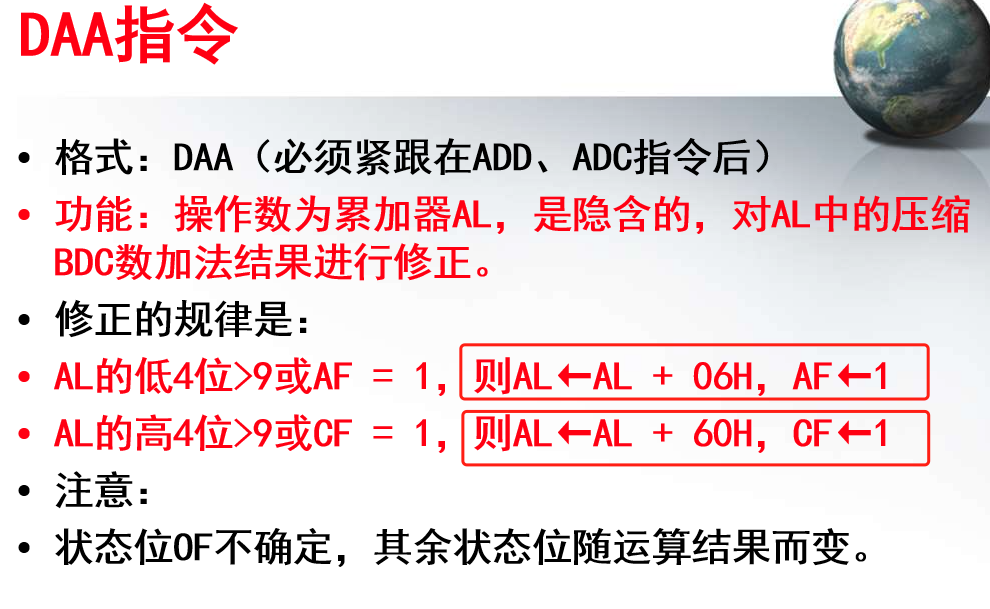 DAA指令
• 格式：DAA（必须紧跟在ADD、ADC指令后）
• 功能：操作数为累加器AL，是隐含的，对AL中的压缩
BDC数加法结果进行修正。
• 修正的规律是：
• AL的低4位>9或AF = 1，则AL←AL + 06H，AF←1
• AL的高4位>9或CF = 1，则AL←AL + 60H，CF←1
• 注意：
• 状态位OF不确定，其余状态位随运算结果而变。